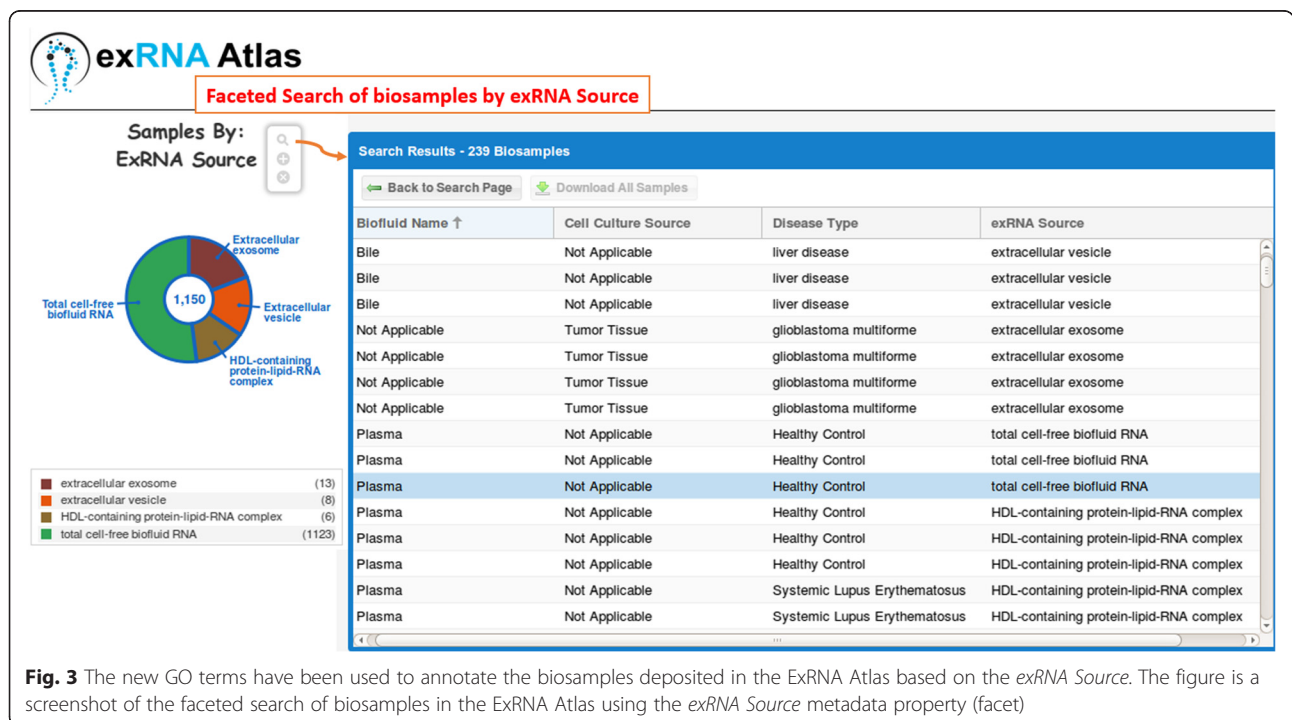 exRNA Atlas
Faceted Search of biosamples by exRNA Source
Samples By:
ExRNA Source
Extracellular
exosome
Total cell-free
biofluid RNA
1,150
Extracellular
vesicle
HDL-containing
protein-lipid-RNA
complex
extracellular exosome (13)
extracellular vesicle (8)
HDL-containing protein-lipid-RNA complex (6)
total cell-free biofluid RNA (1123)
Search Results - 239 Biosamples
Back to Search Page Download All Samples
Biofluid Name ↑ Cell Culture Source Disease Type exRNA Source
Bile Not Applicable liver disease extracellular vesicle
Bile Not Applicable liver disease extracellular vesicle
Bile Not Applicable liver disease extracellular vesicle
Not Applicable Tumor Tissue glioblastoma multiforme extracellular exosome
Not Applicable Tumor Tissue glioblastoma multiforme extracellular exosome
Not Applicable Tumor Tissue glioblastoma multiforme extracellular exosome
Not Applicable Tumor Tissue glioblastoma multiforme extracellular exosome
Plasma Not Applicable Healthy Control total cell-free biofluid RNA
Plasma Not Applicable Healthy Control total cell-free biofluid RNA
Plasma Not Applicable Healthy Control total cell-free biofluid RNA
Plasma Not Applicable Healthy Control HDL-containing protein-lipid-RNA complex
Plasma Not Applicable Healthy Control HDL-containing protein-lipid-RNA complex
Plasma Not Applicable Healthy Control HDL-containing protein-lipid-RNA complex
Plasma Not Applicable Systemic Lupus Erythematosus HDL-containing protein-lipid-RNA complex
Plasma Not Applicable Systemic Lupus Erythematosus HDL-containing protein-lipid-RNA complex
Fig. 3 The new GO terms have been used to annotate the biosamples deposited in the ExRNA Atlas based on the exRNA Source. The figure is a
screenshot of the faceted search of biosamples in the ExRNA Atlas using the exRNA Source metadata property (facet)